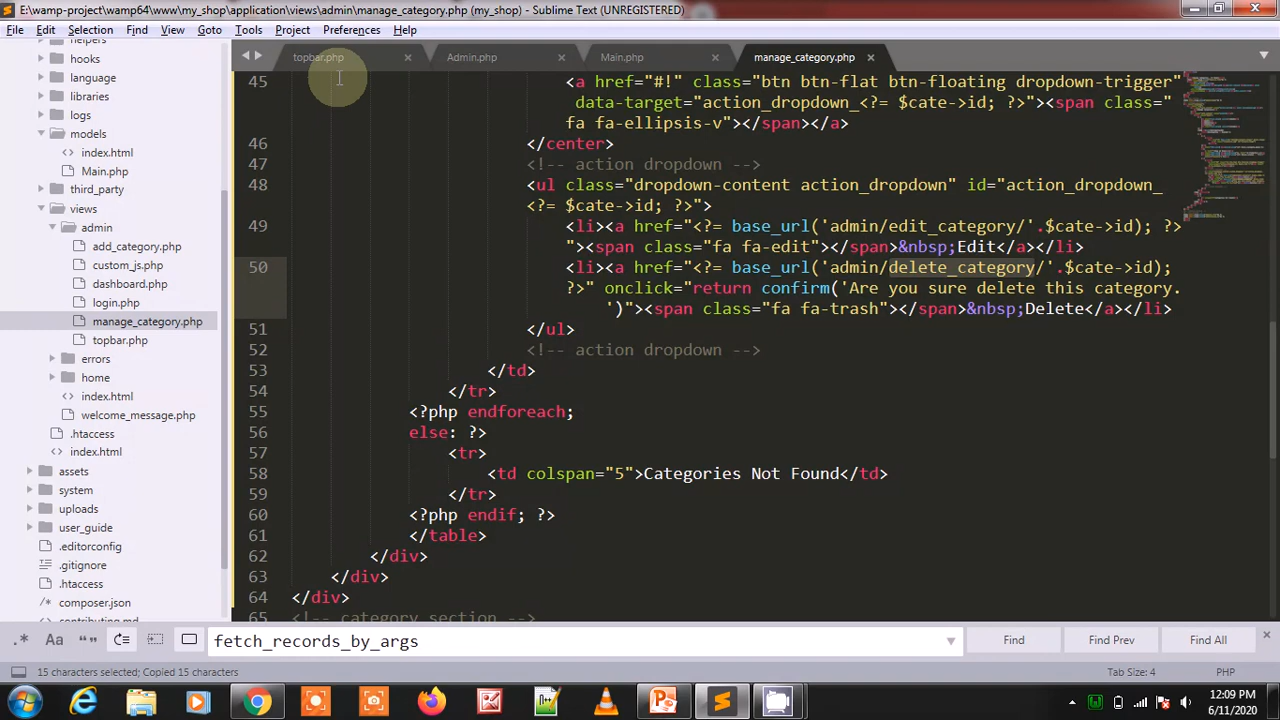 E:\wamp-project\wamp64\www\my_shop\application\views\admin\manage_category.php (my_shop) - Sublime Text (UNREGISTERED)
File Edit Selection Find View Goto Tools Project Preferences Help
topbar.php Admin.php Main.php manage_category.php
helpers
hooks
language
libraries
logs
models
index.html
Main.php
third_party
views
admin
add_category.php
custom_js.php
dashboard.php
login.php
manage_category.php
topbar.php
errors
home
index.html
welcome_message.php
.htaccess
index.html
assets
system
uploads
user_guide
.editorconfig
.gitignore
.htaccess
composer.json
contributing.md
45 <a href="#!" class="btn btn-flat btn-floating dropdown-trigger"
data-target="action_dropdown_<?= $cate->id; ?>"><span class="
fa fa-ellipsis-v"></span></a>
46 </center>
47 <!-- action dropdown -->
48 <ul class="dropdown-content action_dropdown" id="action_dropdown_
<?= $cate->id; ?>">
49 <li><a href="<?= base_url('admin/edit_category/'.$cate->id); ?>
"><span class="fa fa-edit"></span>&nbsp;Edit</a></li>
50 <li><a href="<?= base_url('admin/delete_category/'.$cate->id);
?>" onclick="return confirm('Are you sure delete this category.
')"><span class="fa fa-trash"></span>&nbsp;Delete</a></li>
51 </ul>
52 <!-- action dropdown -->
53 </td>
54 </tr>
55 <?php endforeach;
56 else: ?>
57 <tr>
58 <td colspan="5">Categories Not Found</td>
59 </tr>
60 <?php endif; ?>
61 </table>
62 </div>
63 </div>
64 </div>
65 <!-- category section -->
.* Aa “” fetch_records_by_args Find Find Prev Find All
15 characters selected; Copied 15 characters Tab Size: 4 PHP
12:09 PM
6/11/2020